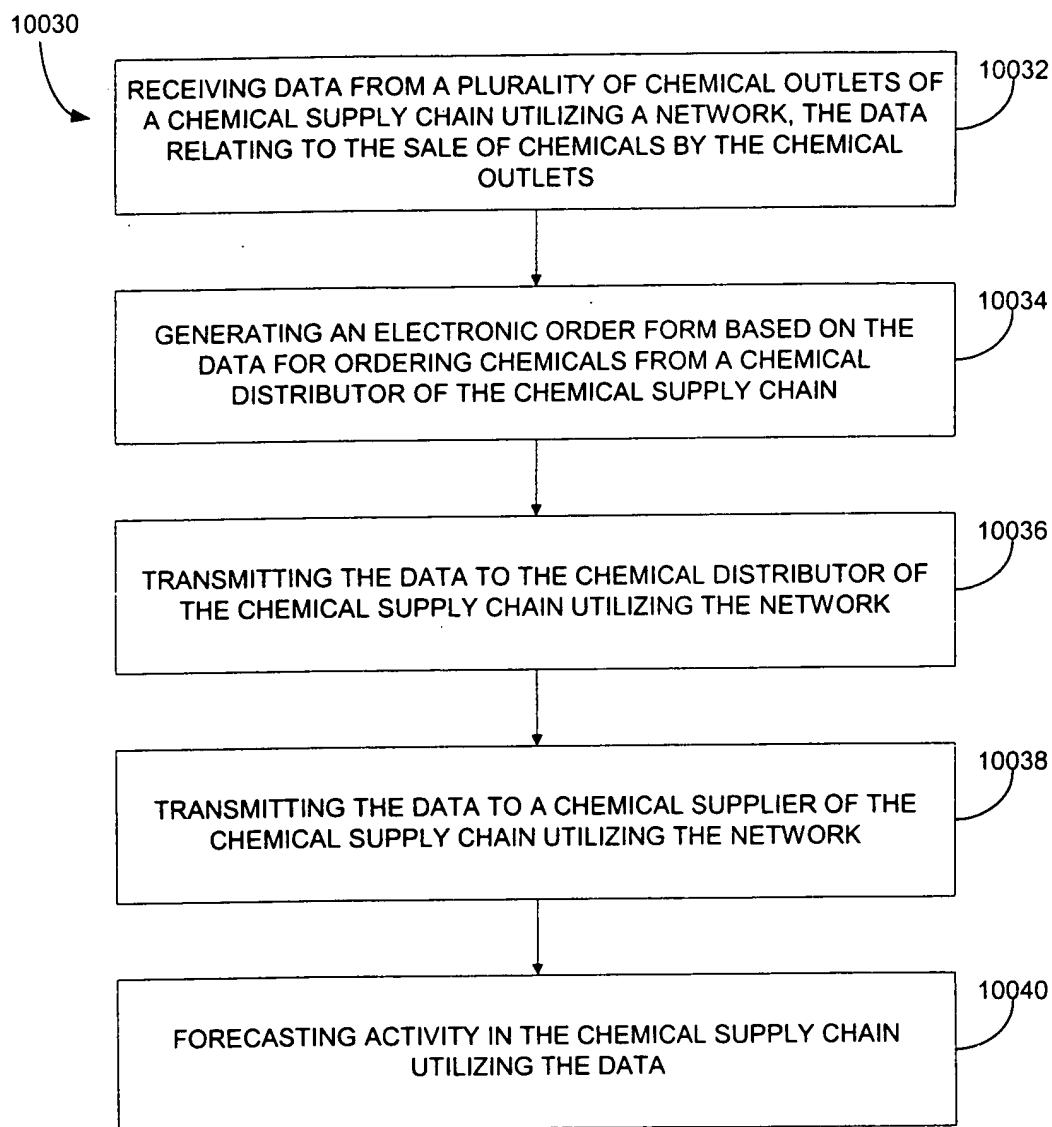 10030
10032
RECEIVING DATA FROM A PLURALITY OF CHEMICAL OUTLETS OF
A CHEMICAL SUPPLY CHAIN UTILIZING A NETWORK, THE DATA
RELATING TO THE SALE OF CHEMICALS BY THE CHEMICAL
OUTLETS
10034
GENERATING AN ELECTRONIC ORDER FORM BASED ON THE
DATA FOR ORDERING CHEMICALS FROM A CHEMICAL
DISTRIBUTOR OF THE CHEMICAL SUPPLY CHAIN
10036
TRANSMITTING THE DATA TO THE CHEMICAL DISTRIBUTOR OF
THE CHEMICAL SUPPLY CHAIN UTILIZING THE NETWORK
10038
TRANSMITTING THE DATA TO A CHEMICAL SUPPLIER OF THE
CHEMICAL SUPPLY CHAIN UTILIZING THE NETWORK
10040
FORECASTING ACTIVITY IN THE CHEMICAL SUPPLY CHAIN
UTILIZING THE DATA